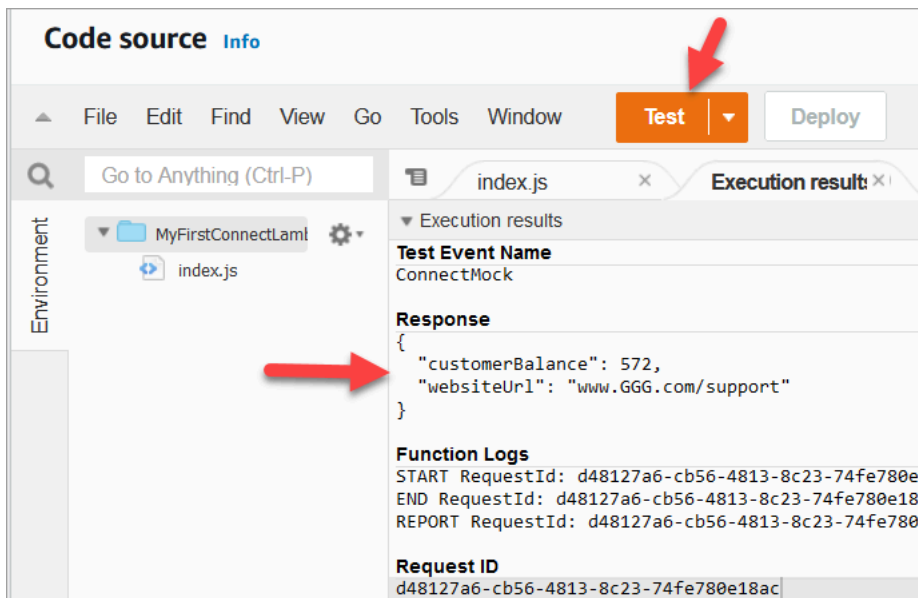 Code source Info
File Edit Find View Go Tools Window Test Deploy
Go to Anything (Ctrl-P)
index.js
Execution results
Environment
MyFirstConnectLamb
Execution results
index.js
Test Event Name
ConnectMock
Response
{
"customerBalance": 572,
"websiteUrl": "www.GGG.com/support"
}
Function Logs
START RequestId: d48127a6-cb56-4813-8c23-74fe780e
END RequestId: d48127a6-cb56-4813-8c23-74fe780e18
REPORT RequestId: d48127a6-cb56-4813-8c23-74fe780
Request ID
d48127a6-cb56-4813-8c23-74fe780e18ac